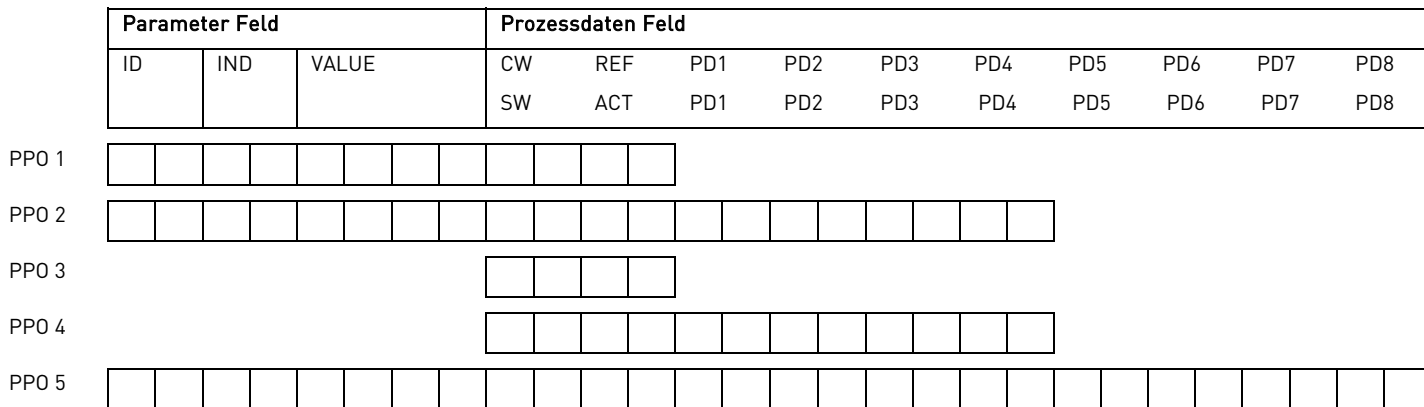 Parameter Feld Prozessdaten Feld
ID IND VALUE CW REF PD1 PD2 PD3 PD4 PD5 PD6 PD7 PD8
SW ACT PD1 PD2 PD3 PD4 PD5 PD6 PD7 PD8
PPO 1
PPO 2
PPO 3
PPO 4
PPO 5